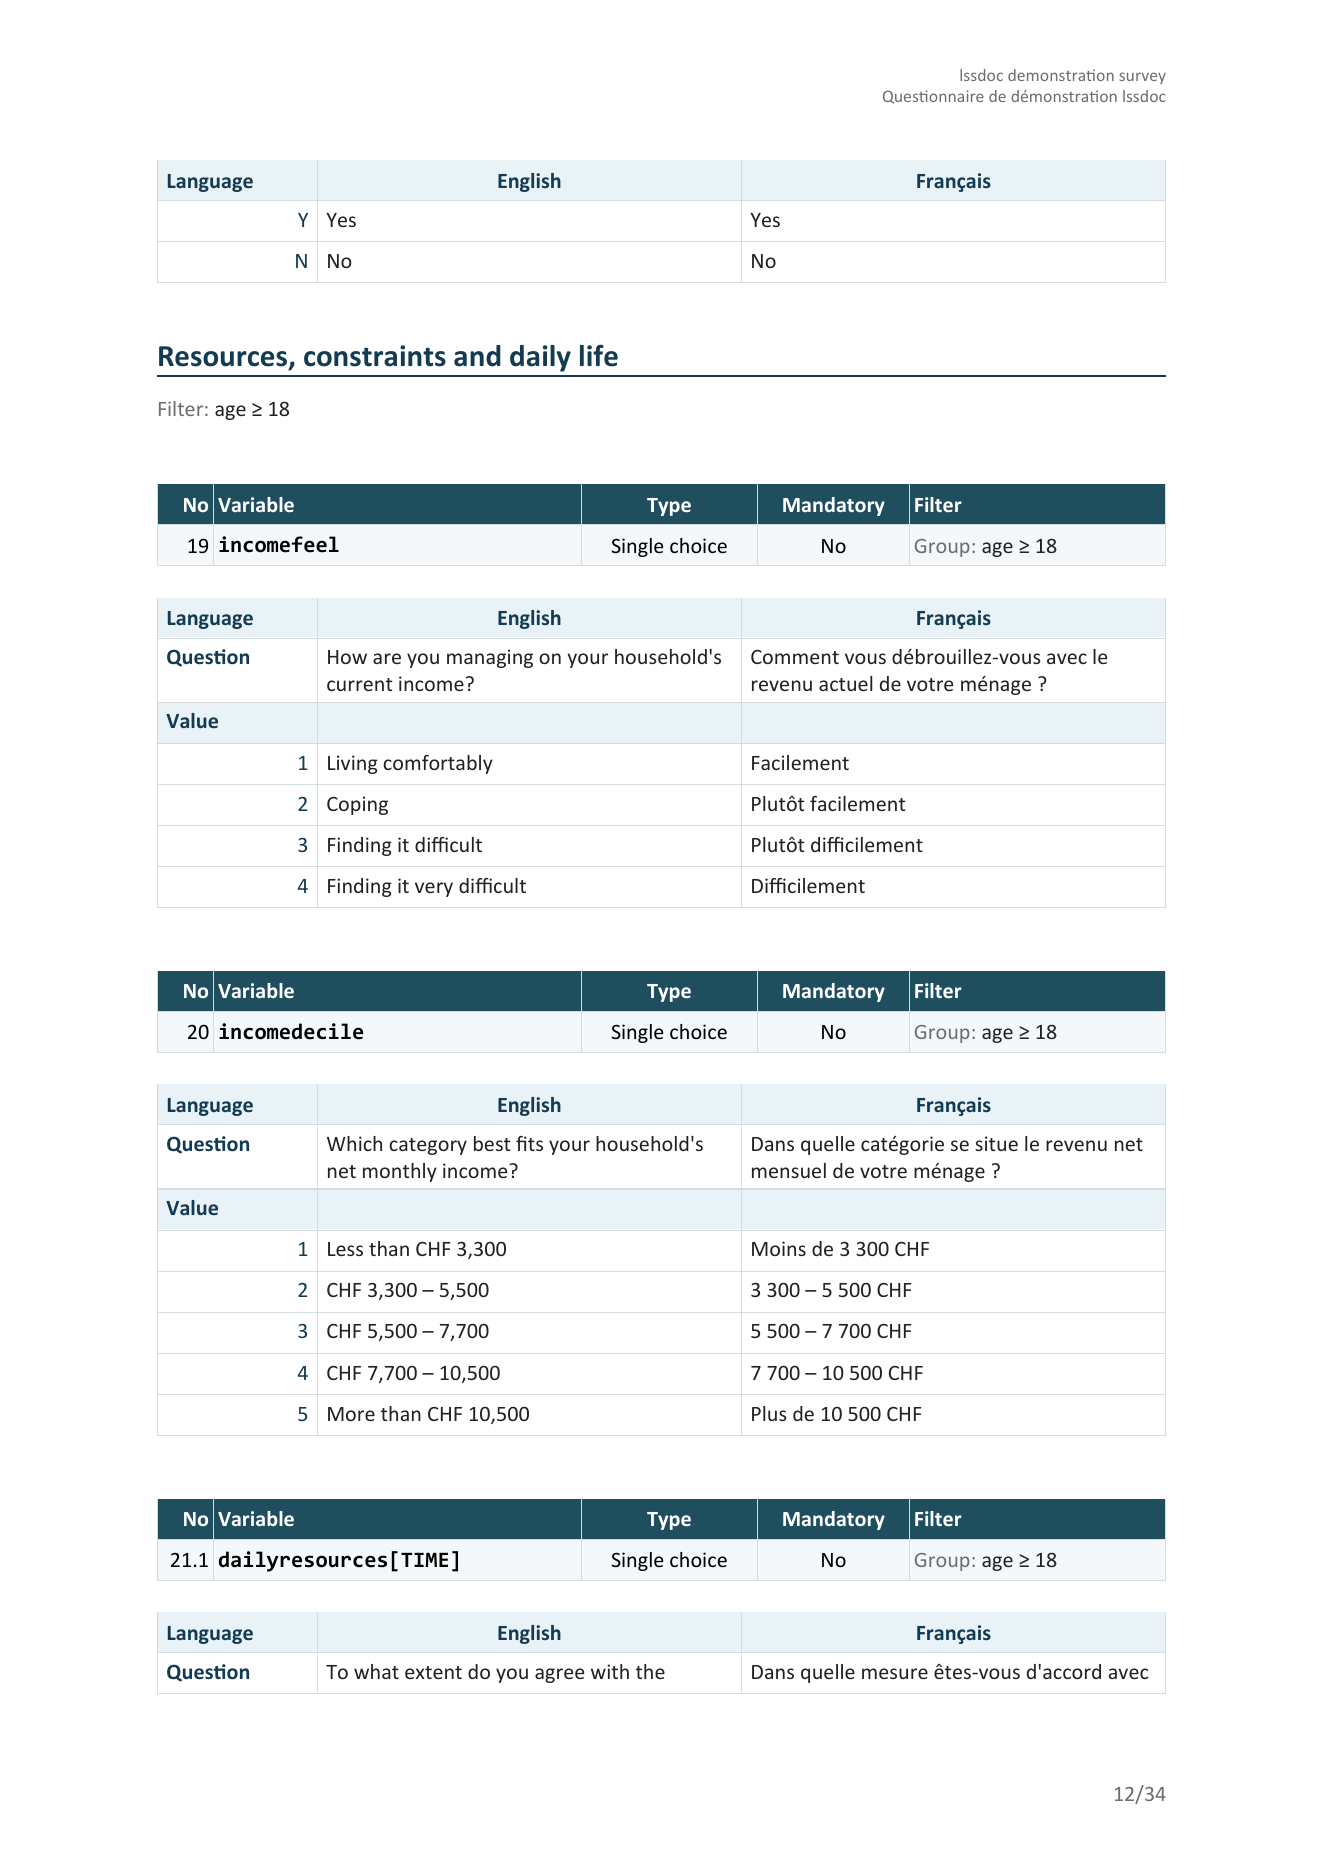 lssdoc demonstration survey
Questionnaire de démonstration lssdoc
Language English Français
Y Yes Yes
N No No
Resources, constraints and daily life
Filter: age ≥ 18
No Variable Type Mandatory Filter
19 incomefeel Single choice No Group: age ≥ 18
Language English Français
Question How are you managing on your household's Comment vous débrouillez-vous avec le
current income? revenu actuel de votre ménage ?
Value
1 Living comfortably Facilement
2 Coping Plutôt facilement
3 Finding it difficult Plutôt difficilement
4 Finding it very difficult Difficilement
No Variable Type Mandatory Filter
20 incomedecile Single choice No Group: age ≥ 18
Language English Français
Question Which category best fits your household's Dans quelle catégorie se situe le revenu net
net monthly income? mensuel de votre ménage ?
Value
1 Less than CHF 3,300 Moins de 3 300 CHF
2 CHF 3,300 – 5,500 3 300 – 5 500 CHF
3 CHF 5,500 – 7,700 5 500 – 7 700 CHF
4 CHF 7,700 – 10,500 7 700 – 10 500 CHF
5 More than CHF 10,500 Plus de 10 500 CHF
No Variable Type Mandatory Filter
21.1 dailyresources[TIME] Single choice No Group: age ≥ 18
Language English Français
Question To what extent do you agree with the Dans quelle mesure êtes-vous d'accord avec
12/34